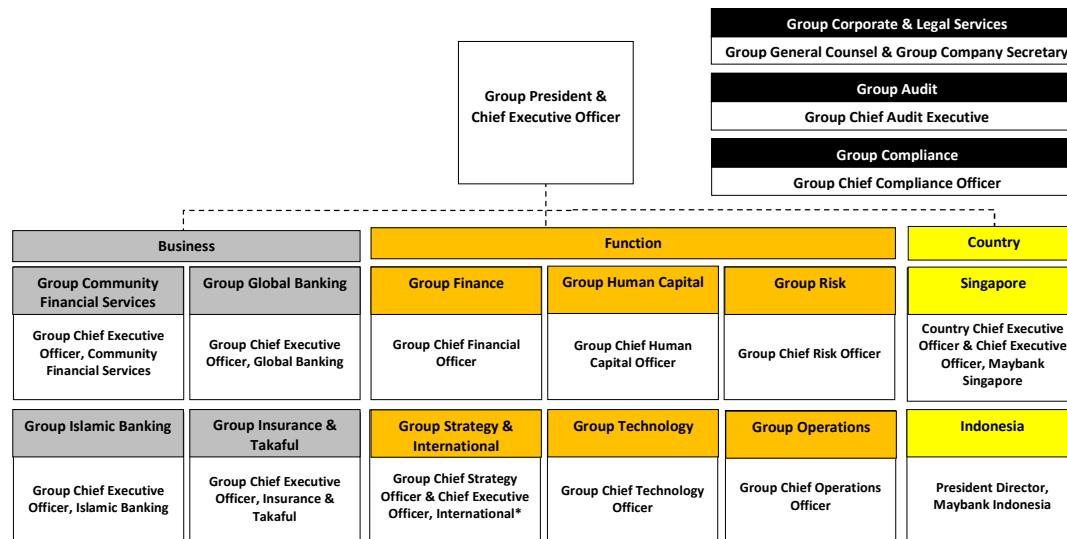 Group Corporate & Legal Services
Group General Counsel & Group Company Secretary
Group President &
Chief Executive Officer
Group Audit
Group Chief Audit Executive
Group Compliance
Group Chief Compliance Officer
Business
Function
Country
Group Community
Financial Services
Group Global Banking
Group Finance
Group Human Capital
Group Risk
Singapore
Group Chief Executive
Officer, Community
Financial Services
Group Chief Executive
Officer, Global Banking
Group Chief Financial
Officer
Group Chief Human
Capital Officer
Group Chief Risk Officer
Country Chief Executive
Officer & Chief Executive
Officer, Maybank
Singapore
Group Islamic Banking
Group Insurance &
Takaful
Group Strategy &
International
Group Technology
Group Operations
Indonesia
Group Chief Executive
Officer, Islamic Banking
Group Chief Executive
Officer, Insurance &
Takaful
Group Chief Strategy
Officer & Chief Executive
Officer, International*
Group Chief Technology
Officer
Group Chief Operations
Officer
President Director,
Maybank Indonesia